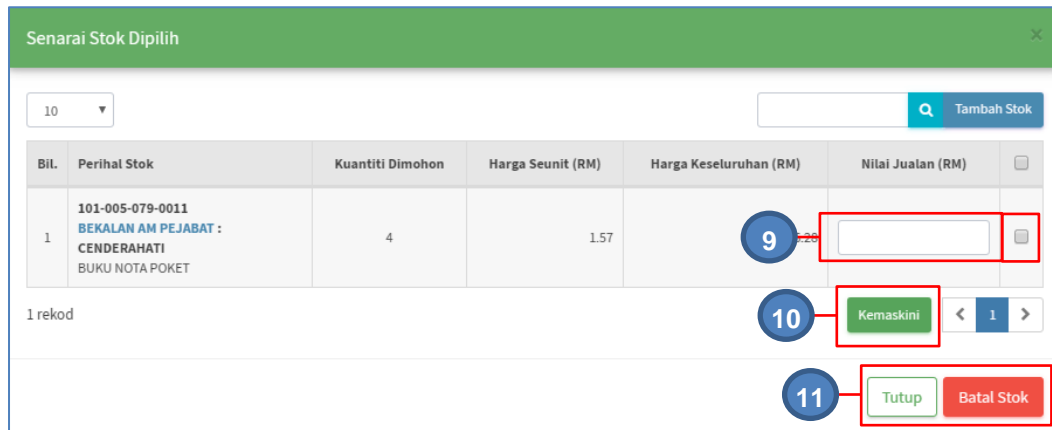 Senarai Stok Dipilih
×
10
Tambah Stok
Bil. Perihal Stok Kuantiti Dimohon Harga Seunit (RM) Harga Keseluruhan (RM) Nilai Jualan (RM)
101-005-079-0011
BEKALAN AM PEJABAT :
1 4 1.57 .28 9
CENDERAHATI
BUKU NOTA POKET
1 rekod 10 Kemaskini < 1 >
11 Tutup Batal Stok